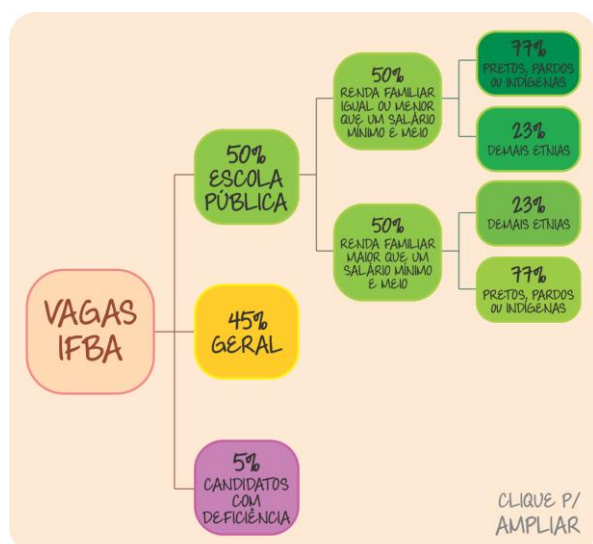 VAGAS
IFBA
50%
ESCOLA
PÚBLICA
45%
GERAL
5%
CANDIDATOS
COM
DEFICIÊNCIA
50%
RENDA FAMILIAR
IGUAL OU MENOR
QUE UM SALÁRIO
MÍNIMO E MEIO
50%
RENDA FAMILIAR
MAIOR QUE UM
SALÁRIO MÍNIMO
E MEIO
77%
PRETOS, PARDOS
OU INDÍGENAS
23%
DEMAIS ETNIAS
23%
DEMAIS ETNIAS
77%
PRETOS, PARDOS
OU INDÍGENAS
CLIQUE P/
AMPLIAR